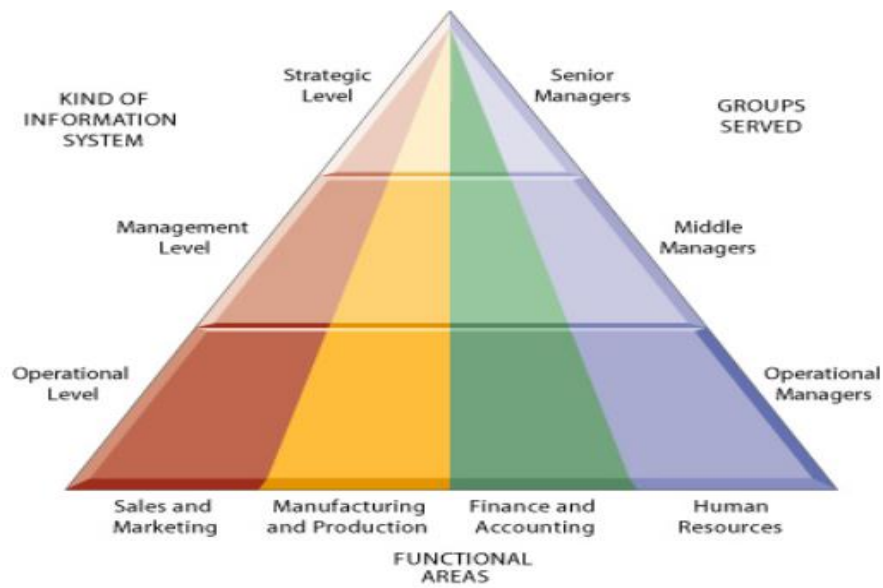 Strategic
Level
Senior
Managers
KIND OF
INFORMATION
SYSTEM
GROUPS
SERVED
Management
Level
Middle
Managers
Operational
Level
Operational
Managers
Sales and
Marketing
Manufacturing
and Production
Finance and
Accounting
Human
Resources
FUNCTIONAL
AREAS